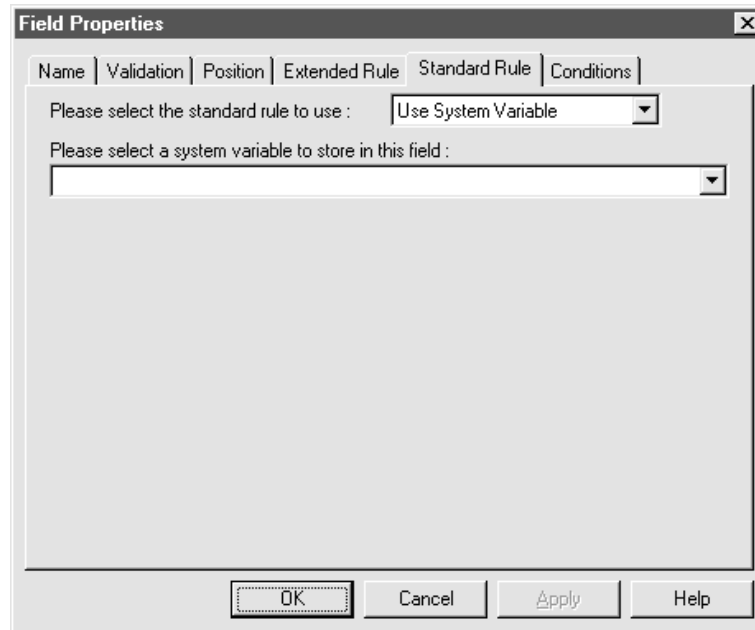 Field Properties
Name Validation Position Extended Rule Standard Rule Conditions
Please select the standard rule to use : Use System Variable
Please select a system variable to store in this field :
OK Cancel Apply Help